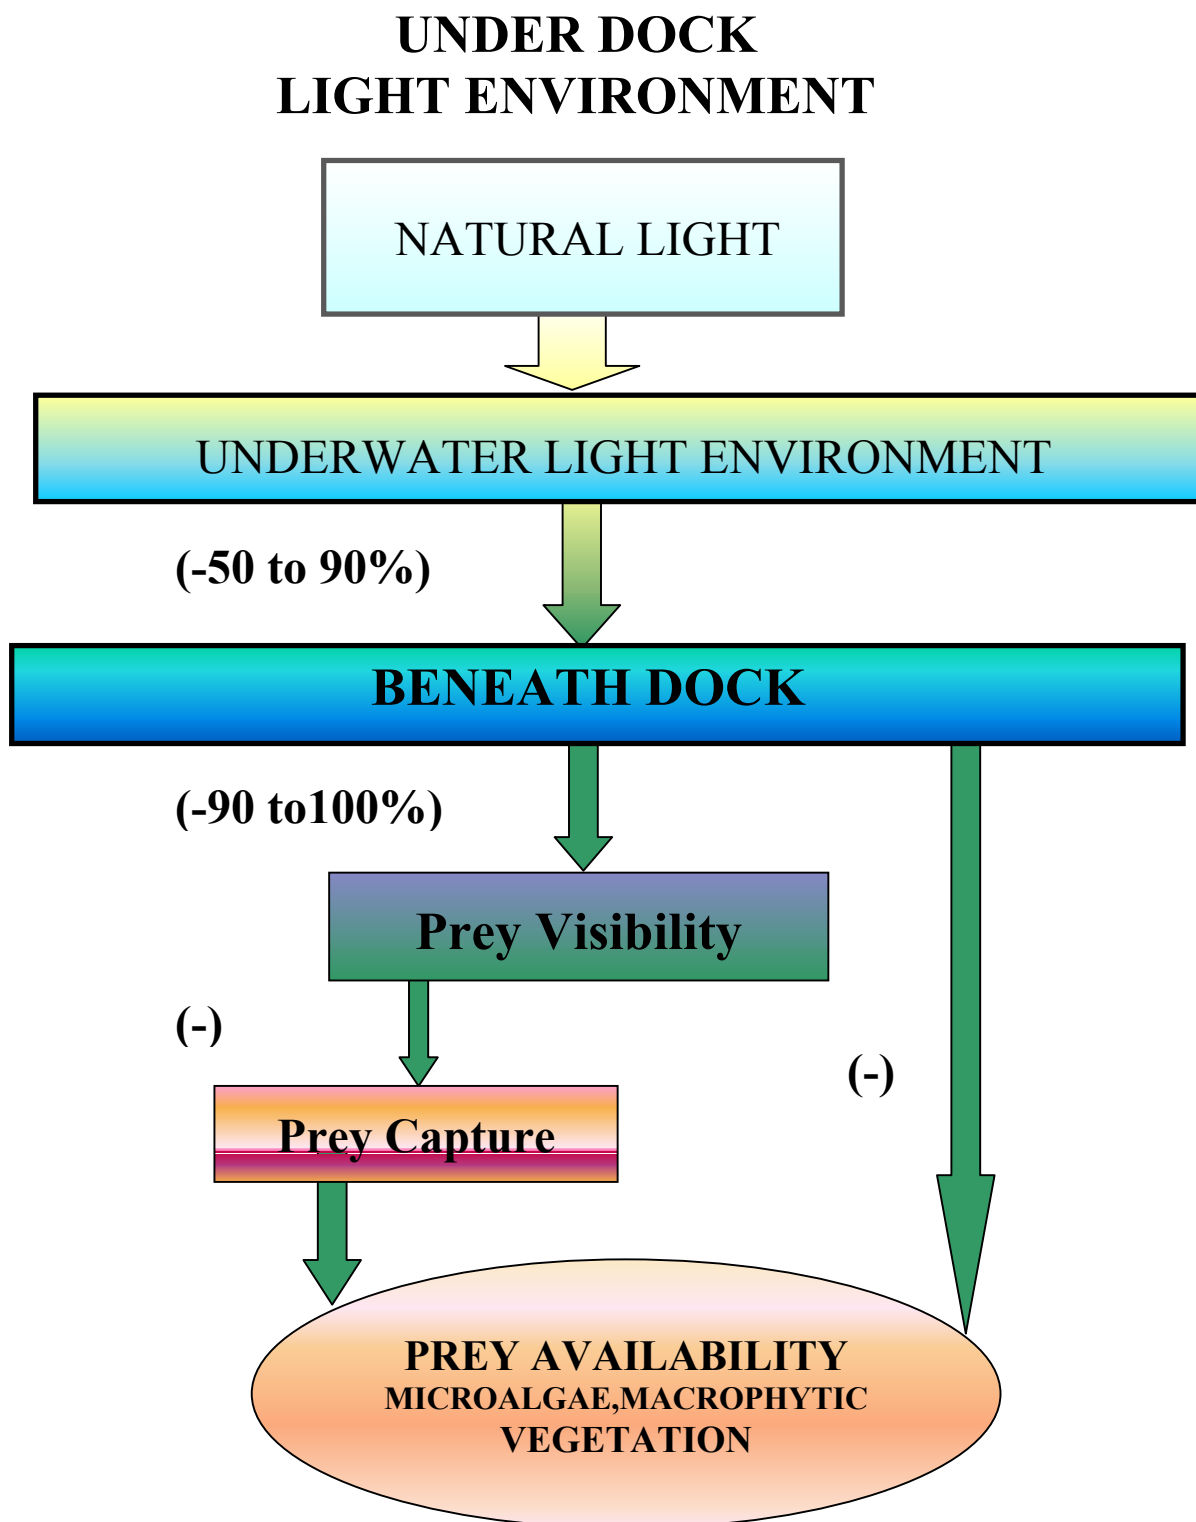 UNDER DOCK
LIGHT ENVIRONMENT
NATURAL LIGHT
UNDERWATER LIGHT ENVIRONMENT
(-50 to 90%)
BENEATH DOCK
(-90 to100%)
Prey Visibility
(-)
(-)
Prey Capture
PREY AVAILABILITY
MICROALGAE,MACROPHYTIC
VEGETATION